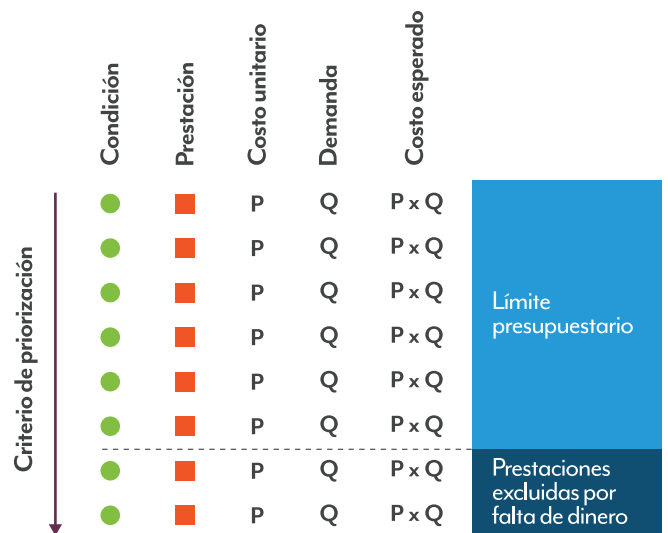 Condición
Prestación
Costo unitario
Demanda
Costo esperado
Criterio de priorización
P Q P x Q
P Q P x Q
P Q P x Q
P Q P x Q
P Q P x Q
P Q P x Q
Límite
presupuestario
P Q P x Q
P Q P x Q
Prestaciones
excluidas por
falta de dinero